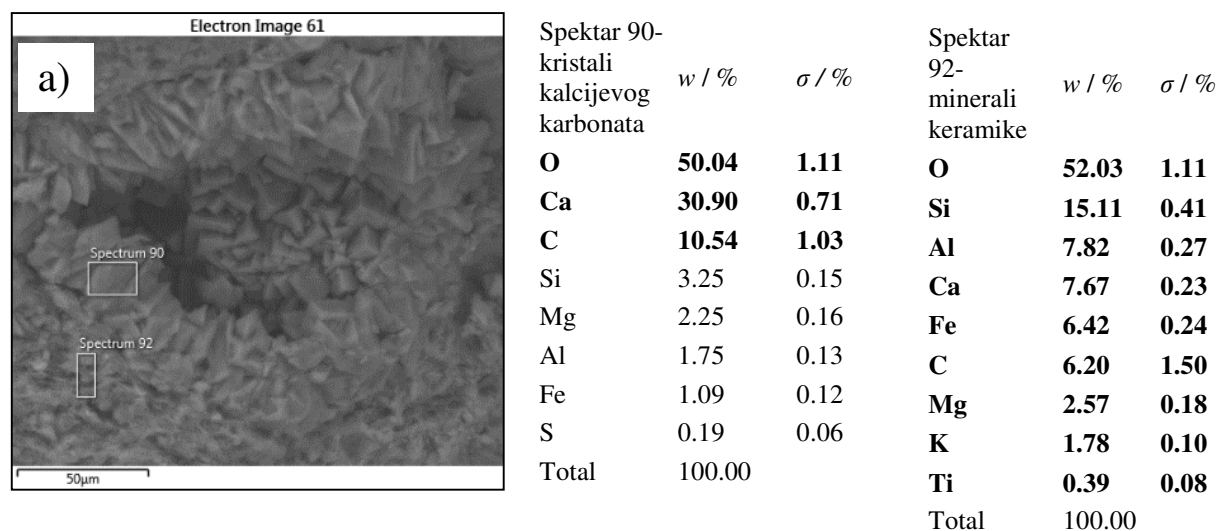 Electron Image 61
a)
Spectrum 90
Spectrum 92
50µm
Spektar 90-
kristali
kalcijevog
karbonata
w / % σ / %
O 50.04 1.11
Ca 30.90 0.71
C 10.54 1.03
Si 3.25 0.15
Mg 2.25 0.16
Al 1.75 0.13
Fe 1.09 0.12
S 0.19 0.06
Total 100.00
Spektar
92-
minerali
keramike
w / % σ / %
O 52.03 1.11
Si 15.11 0.41
Al 7.82 0.27
Ca 7.67 0.23
Fe 6.42 0.24
C 6.20 1.50
Mg 2.57 0.18
K 1.78 0.10
Ti 0.39 0.08
Total 100.00